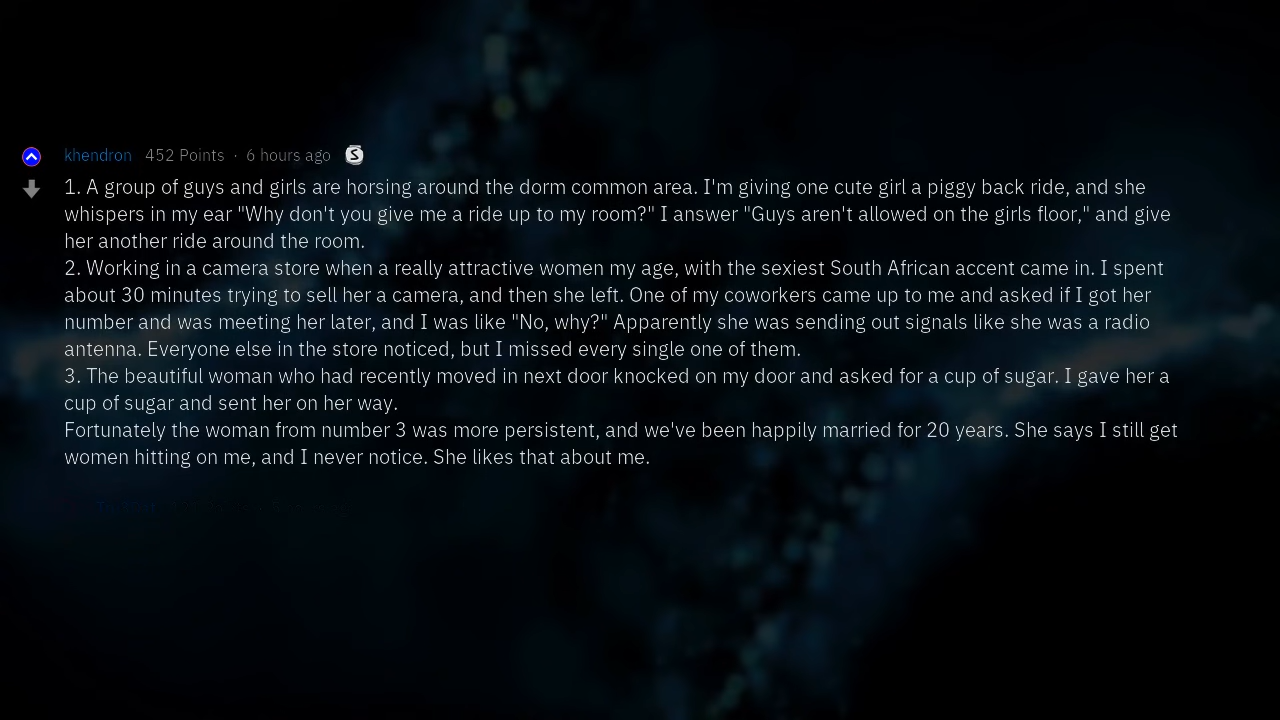 khendron 452 Points · 6 hours ago S
1. A group of guys and girls are horsing around the dorm common area. I'm giving one cute girl a piggy back ride, and she
whispers in my ear "Why don't you give me a ride up to my room?" I answer "Guys aren't allowed on the girls floor," and give
her another ride around the room.
2. Working in a camera store when a really attractive women my age, with the sexiest South African accent came in. I spent
about 30 minutes trying to sell her a camera, and then she left. One of my coworkers came up to me and asked if I got her
number and was meeting her later, and I was like "No, why?" Apparently she was sending out signals like she was a radio
antenna. Everyone else in the store noticed, but I missed every single one of them.
3. The beautiful woman who had recently moved in next door knocked on my door and asked for a cup of sugar. I gave her a
cup of sugar and sent her on her way.
Fortunately the woman from number 3 was more persistent, and we've been happily married for 20 years. She says I still get
women hitting on me, and I never notice. She likes that about me.